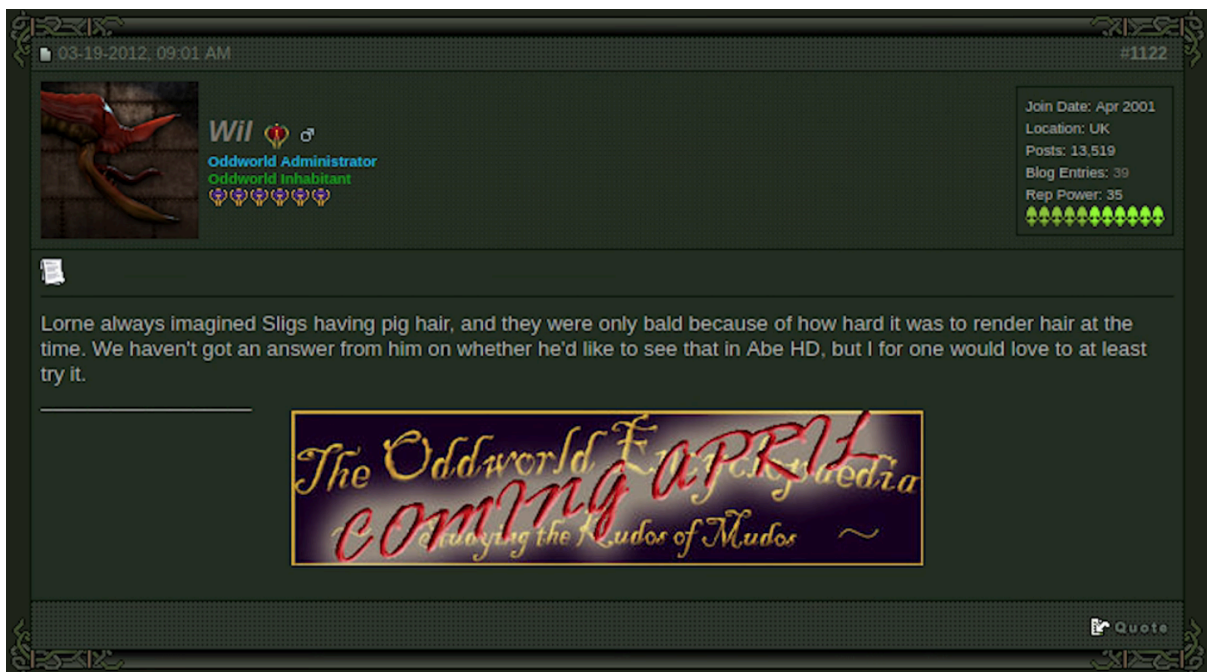 03-19-2012, 09:01 AM
#1122
Wil
Oddworld Administrator
Oddworld Inhabitant
Join Date: Apr 2001
Location: UK
Posts: 13,519
Blog Entries: 39
Rep Power: 35
Lorne always imagined Sligs having pig hair, and they were only bald because of how hard it was to render hair at the
time. We haven't got an answer from him on whether he'd like to see that in Abe HD, but I for one would love to at least
try it.
The Oddworld Encyclopaedia
COMING APRIL
~ Studying the Kudos of Mudos ~
Quote